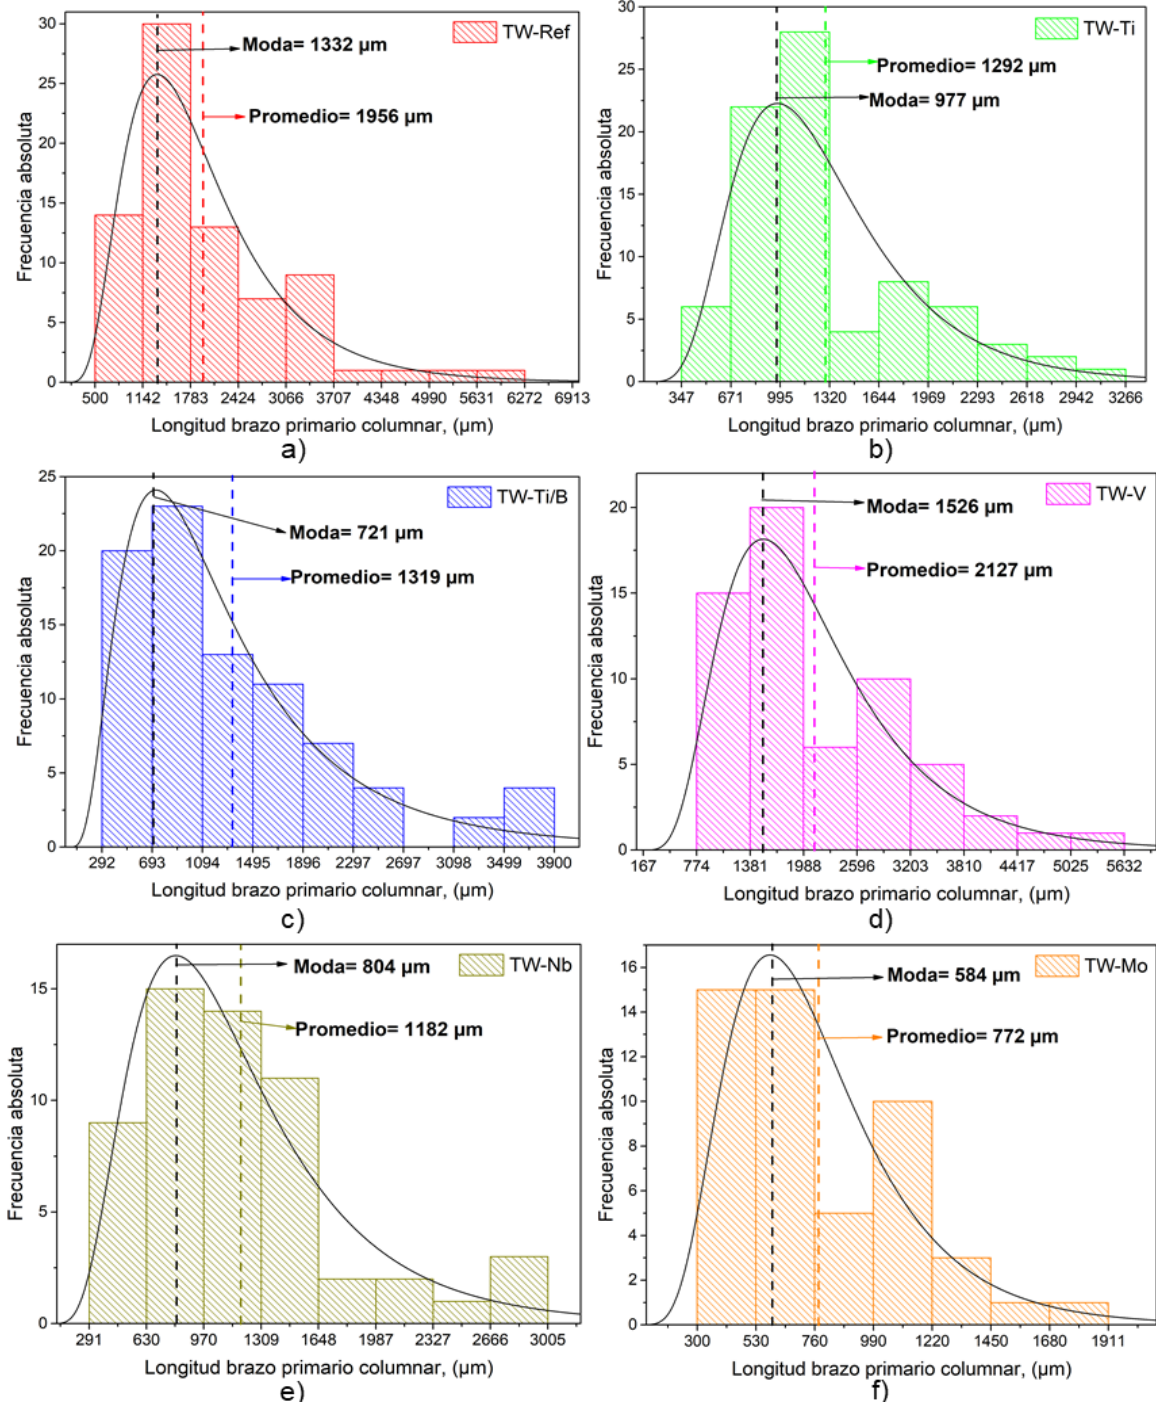 TW-Ref
Moda= 1332 µm
Promedio= 1956 µm
Frecuencia absoluta
30
25
20
15
10
5
0
500 1142 1783 2424 3066 3707 4348 4990 5631 6272 6913
Longitud brazo primario columnar, (µm)
a)
TW-Ti
Promedio= 1292 µm
Moda= 977 µm
Frecuencia absoluta
30
25
20
15
10
5
0
347 671 995 1320 1644 1969 2293 2618 2942 3266
Longitud brazo primario columnar, (µm)
b)
TW-Ti/B
Moda= 721 µm
Promedio= 1319 µm
Frecuencia absoluta
25
20
15
10
5
0
292 693 1094 1495 1896 2297 2697 3098 3499 3900
Longitud brazo primario columnar, (µm)
c)
TW-V
Moda= 1526 µm
Promedio= 2127 µm
Frecuencia absoluta
20
15
10
5
0
167 774 1381 1988 2596 3203 3810 4417 5025 5632
Longitud brazo primario columnar, (µm)
d)
TW-Nb
Moda= 804 µm
Promedio= 1182 µm
Frecuencia absoluta
15
10
5
0
291 630 970 1309 1648 1987 2327 2666 3005
Longitud brazo primario columnar, (µm)
e)
TW-Mo
Moda= 584 µm
Promedio= 772 µm
Frecuencia absoluta
16
14
12
10
8
6
4
2
0
300 530 760 990 1220 1450 1680 1911
Longitud brazo primario columnar, (µm)
f)